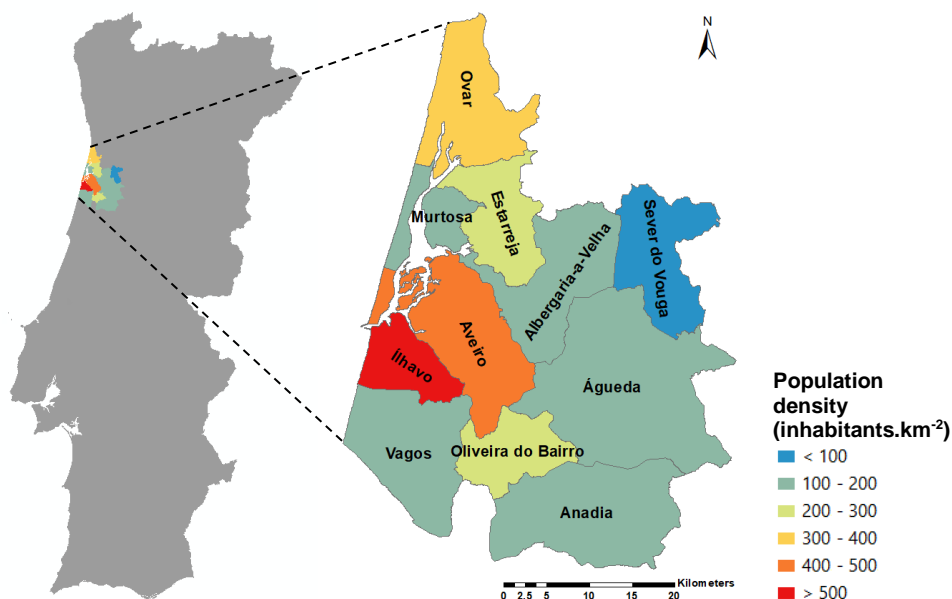 N
Ovar
Murtosa
Estarreja
Albergaria-a-Velha
Sever do Vouga
Aveiro
Ílhavo
Águeda
Vagos
Oliveira do Bairro
Anadia
Population
density
(inhabitants.km-2)
< 100
100 - 200
200 - 300
300 - 400
400 - 500
> 500
Kilometers
0 2.5 5 10 15 20